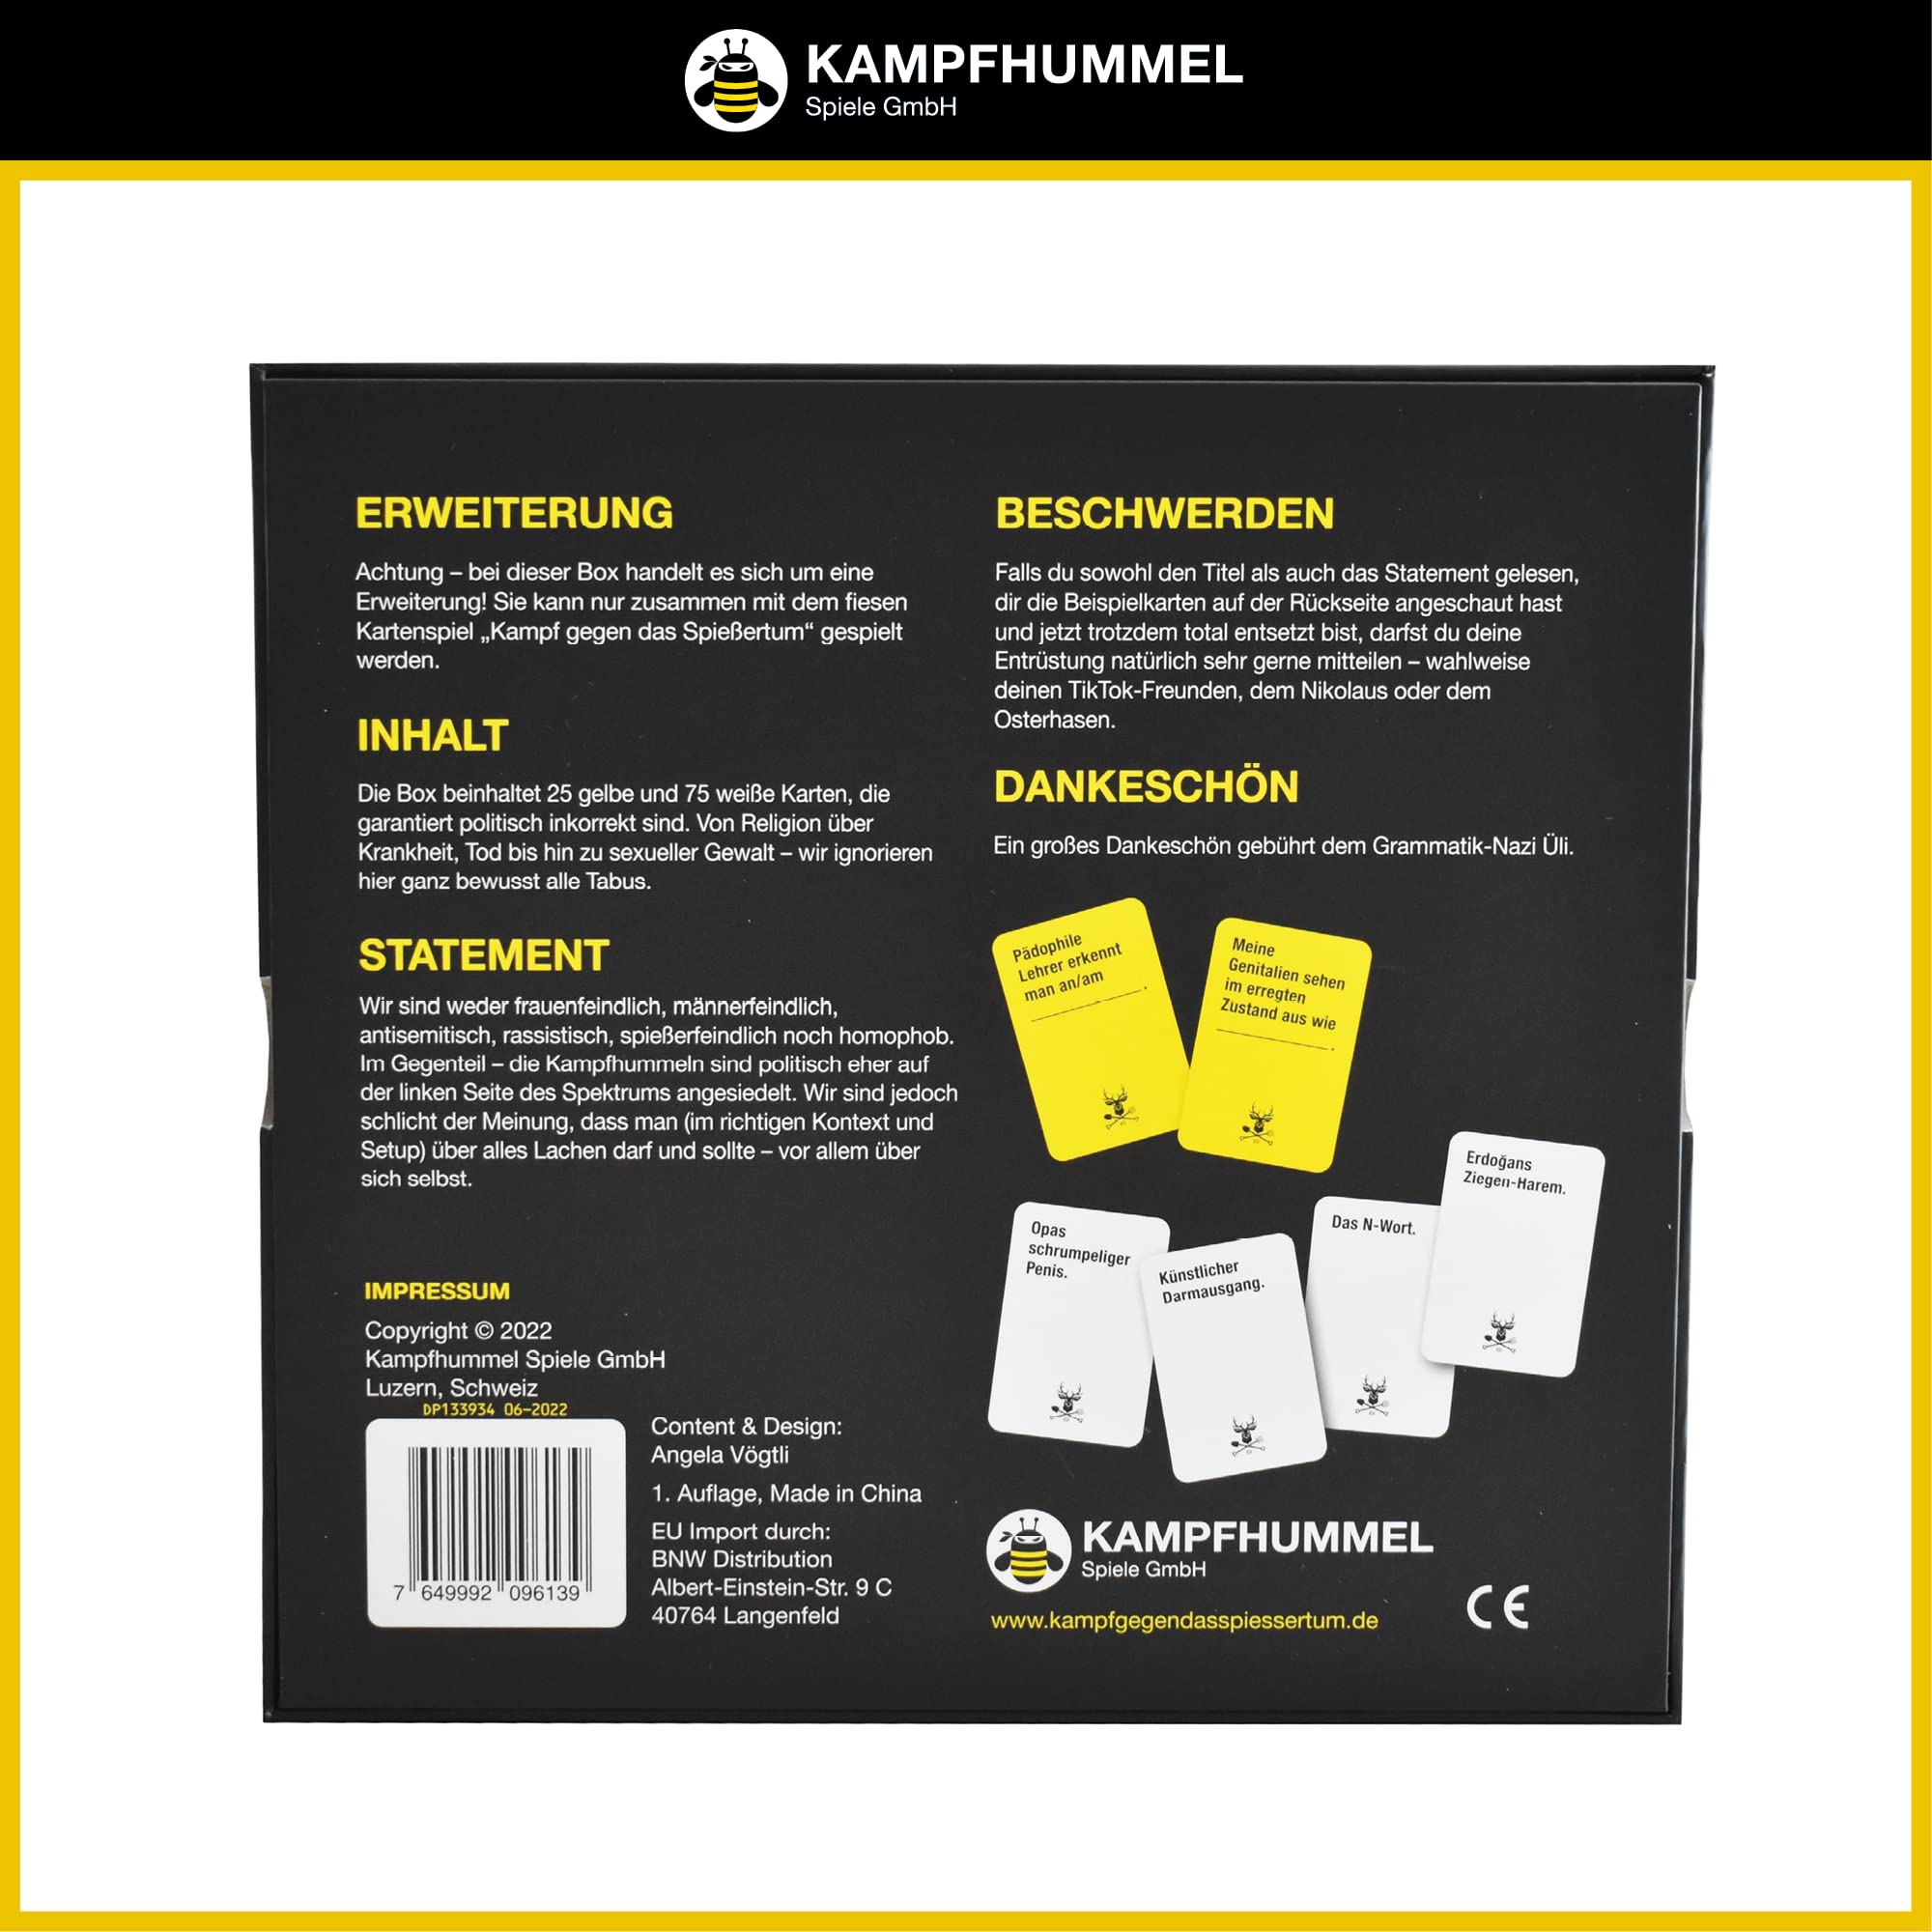 KAMPFHUMMEL
Spiele GmbH
ERWEITERUNG
Achtung – bei dieser Box handelt es sich um eine
Erweiterung! Sie kann nur zusammen mit dem fiesen
Kartenspiel „Kampf gegen das Spießertum“ gespielt
werden.
INHALT
Die Box beinhaltet 25 gelbe und 75 weiße Karten, die
garantiert politisch inkorrekt sind. Von Religion über
Krankheit, Tod bis hin zu sexueller Gewalt – wir ignorieren
hier ganz bewusst alle Tabus.
STATEMENT
Wir sind weder frauenfeindlich, männerfeindlich,
antisemitisch, rassistisch, spießerfeindlich noch homophob.
Im Gegenteil – die Kampfhummeln sind politisch eher auf
der linken Seite des Spektrums angesiedelt. Wir sind jedoch
schlicht der Meinung, dass man (im richtigen Kontext und
Setup) über alles Lachen darf und sollte – vor allem über
sich selbst.
IMPRESSUM
Copyright © 2022
Kampfhummel Spiele GmbH
Luzern, Schweiz
DP133934 06-2022
7 649992 096139
Content & Design:
Angela Vögtli
1. Auflage, Made in China
EU Import durch:
BNW Distribution
Albert-Einstein-Str. 9 C
40764 Langenfeld
BESCHWERDEN
Falls du sowohl den Titel als auch das Statement gelesen,
dir die Beispielkarten auf der Rückseite angeschaut hast
und jetzt trotzdem total entsetzt bist, darfst du deine
Entrüstung natürlich sehr gerne mitteilen – wahlweise
deinen TikTok-Freunden, dem Nikolaus oder dem
Osterhasen.
DANKESCHÖN
Ein großes Dankeschön gebührt dem Grammatik-Nazi Üli.
Pädophile
Lehrer erkennt
man an/am
____________.
Meine
Genitalien sehen
im erregten
Zustand aus wie
____________.
Opas
schrumpeliger
Penis.
Künstlicher
Darmausgang.
Das N-Wort.
Erdoğans
Ziegen-Harem.
KAMPFHUMMEL
Spiele GmbH
www.kampfgegendasspiessertum.de
CE